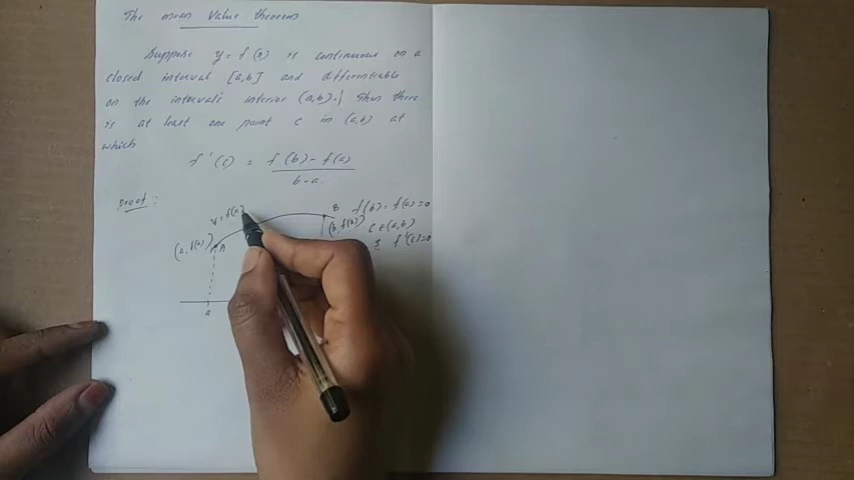 The mean value theorem
Suppose y = f(x) is continuous on a
closed interval [a,b] and differentiable
on the interval's interior (a,b). Then there
is at least one point c in (a,b) at
which
f'(c) = f(b) - f(a)
b - a
Proof:
B f(b) = f(a) = 0
y = f(x)
(b, f(b)) c ∈ (a,b)
(a, f(a)) A
f'(c) = 0
a